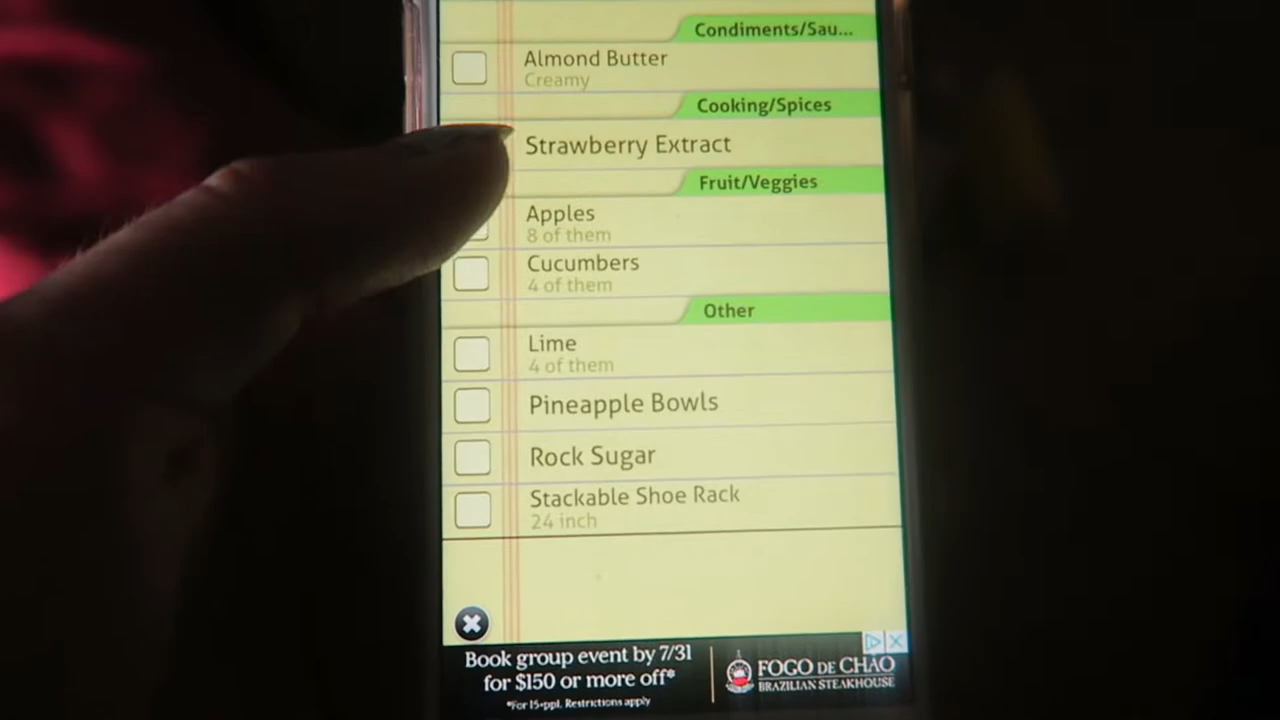 Condiments/Sau...
Almond Butter
Creamy
Cooking/Spices
Strawberry Extract
Fruit/Veggies
Apples
8 of them
Cucumbers
4 of them
Other
Lime
4 of them
Pineapple Bowls
Rock Sugar
Stackable Shoe Rack
24 inch
Book group event by 7/31
for $150 or more off*
*For 15+ppl. Restrictions apply
FOGO DE CHÃO
BRAZILIAN STEAKHOUSE